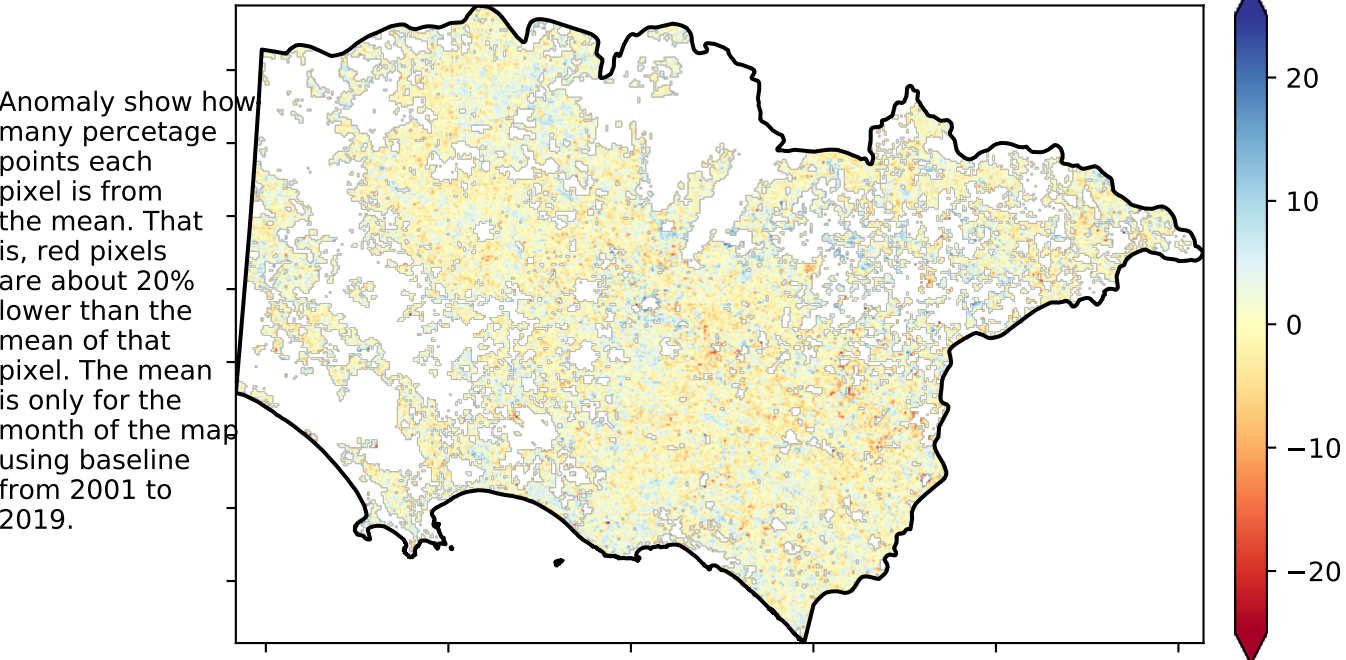 Anomaly show how
many percetage
points each
pixel is from
the mean. That
is, red pixels
are about 20%
lower than the
mean of that
pixel. The mean
is only for the
month of the map
using baseline
from 2001 to
2019.
20
10
0
−10
−20